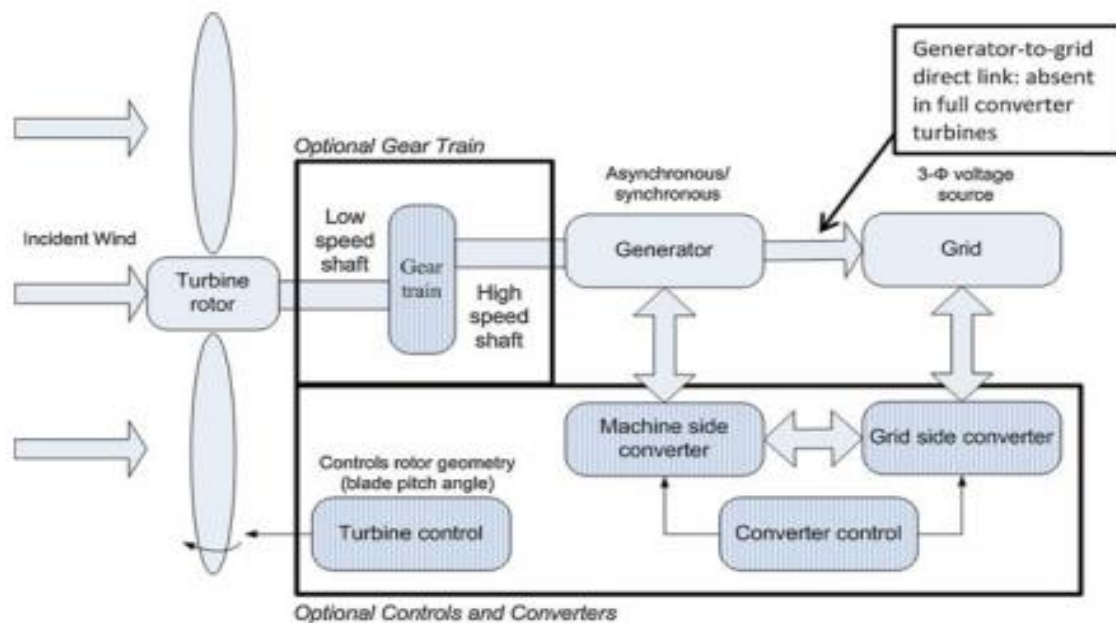 Generator-to-grid
direct link: absent
in full converter
turbines
Optional Gear Train
Asynchronous/
synchronous
3-Φ voltage
source
Incident Wind
Low
speed
shaft
Gear
train
Generator
Grid
Turbine
rotor
High
speed
shaft
Machine side
converter
Grid side converter
Controls rotor geometry
(blade pitch angle)
Turbine control
Converter control
Optional Controls and Converters